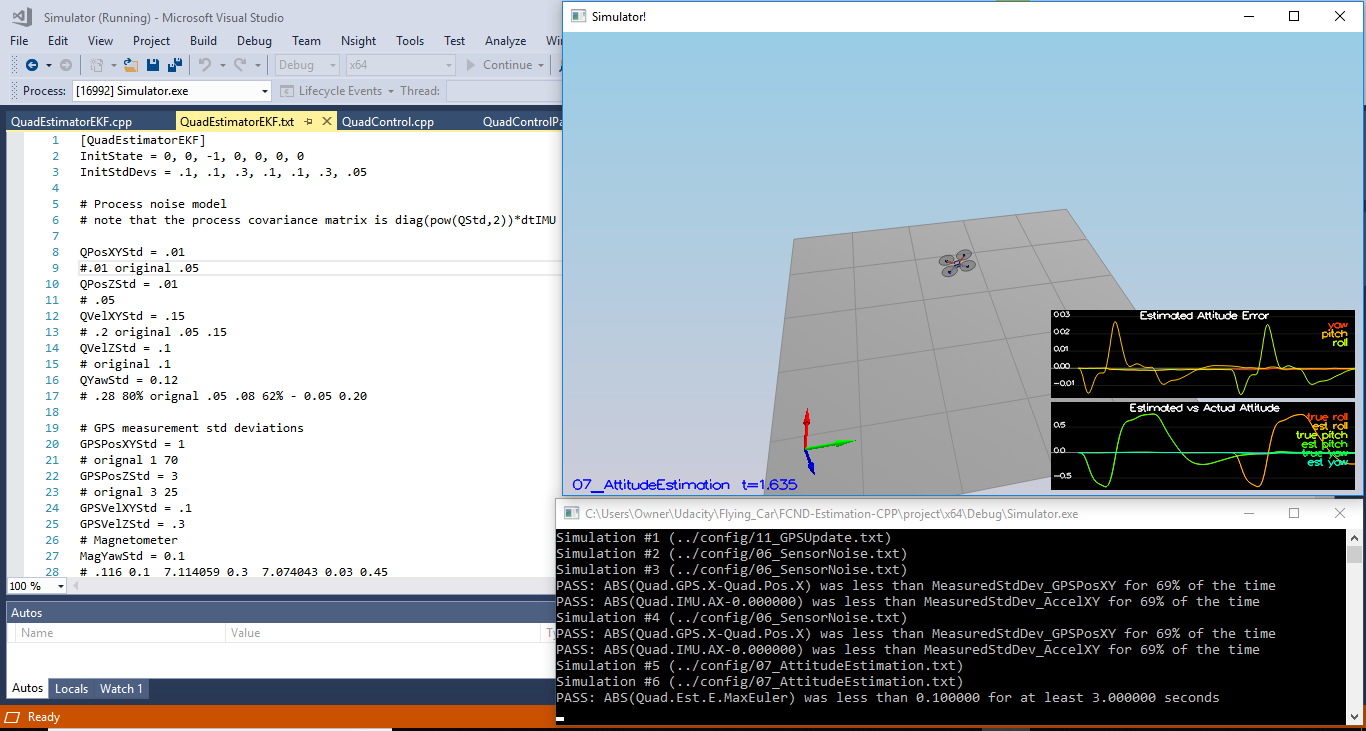 Simulator (Running) - Microsoft Visual Studio
File Edit View Project Build Debug Team Nsight Tools Test Analyze
Debug x64 Continue
Process: [16992] Simulator.exe Lifecycle Events Thread:
QuadEstimatorEKF.cpp QuadEstimatorEKF.txt QuadControl.cpp
1 [QuadEstimatorEKF]
2 InitState = 0, 0, -1, 0, 0, 0, 0
3 InitStdDevs = .1, .1, .3, .1, .1, .3, .05
4
5 # Process noise model
6 # note that the process covariance matrix is diag(pow(QStd,2))*dtIMU
7
8 QPosXYStd = .01
9 #.01 original .05
10 QPosZStd = .01
11 # .05
12 QVelXYStd = .15
13 # .2 original .05 .15
14 QVelZStd = .1
15 # original .1
16 QYawStd = 0.12
17 # .28 80% orignal .05 .08 62% - 0.05 0.20
18
19 # GPS measurement std deviations
20 GPSPosXYStd = 1
21 # orignal 1 70
22 GPSPosZStd = 3
23 # orignal 3 25
24 GPSVelXYStd = .1
25 GPSVelZStd = .3
26 # Magnetometer
27 MagYawStd = 0.1
28 # .116 0.1 7.114059 0.3 7.074043 0.03 0.45
100 %
Autos
Name Value
Autos Locals Watch 1
Ready
Simulator!
07_AttitudeEstimation t=1.635
Estimated Attitude Error
0.03
0.02
0.01
0.00
-0.01
yaw
pitch
roll
Estimated vs Actual Attitude
0.5
0.0
-0.5
true roll
est roll
true pitch
est pitch
true yaw
est yaw
C:\Users\Owner\Udacity\Flying_Car\FCND-Estimation-CPP\project\x64\Debug\Simulator.exe
Simulation #1 (../config/11_GPSUpdate.txt)
Simulation #2 (../config/06_SensorNoise.txt)
Simulation #3 (../config/06_SensorNoise.txt)
PASS: ABS(Quad.GPS.X-Quad.Pos.X) was less than MeasuredStdDev_GPSPosXY for 69% of the time
PASS: ABS(Quad.IMU.AX-0.000000) was less than MeasuredStdDev_AccelXY for 69% of the time
Simulation #4 (../config/06_SensorNoise.txt)
PASS: ABS(Quad.GPS.X-Quad.Pos.X) was less than MeasuredStdDev_GPSPosXY for 69% of the time
PASS: ABS(Quad.IMU.AX-0.000000) was less than MeasuredStdDev_AccelXY for 69% of the time
Simulation #5 (../config/07_AttitudeEstimation.txt)
Simulation #6 (../config/07_AttitudeEstimation.txt)
PASS: ABS(Quad.Est.E.MaxEuler) was less than 0.100000 for at least 3.000000 seconds